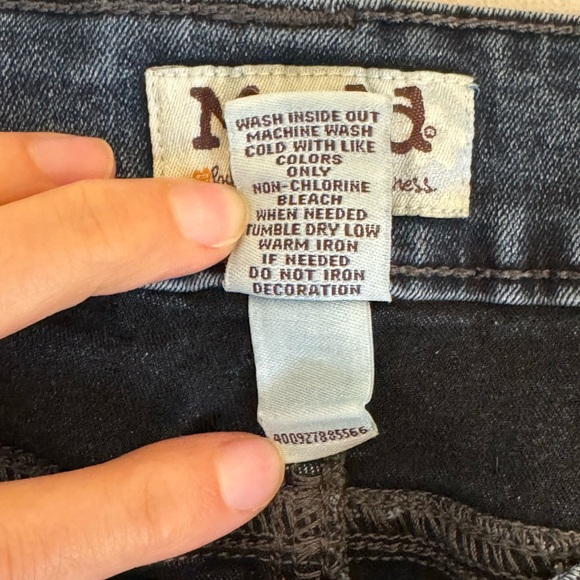 WASH INSIDE OUT
MACHINE WASH
COLD WITH LIKE
COLORS
ONLY
NON-CHLORINE
BLEACH
WHEN NEEDED
TUMBLE DRY LOW
WARM IRON
IF NEEDED
DO NOT IRON
DECORATION
400927885566